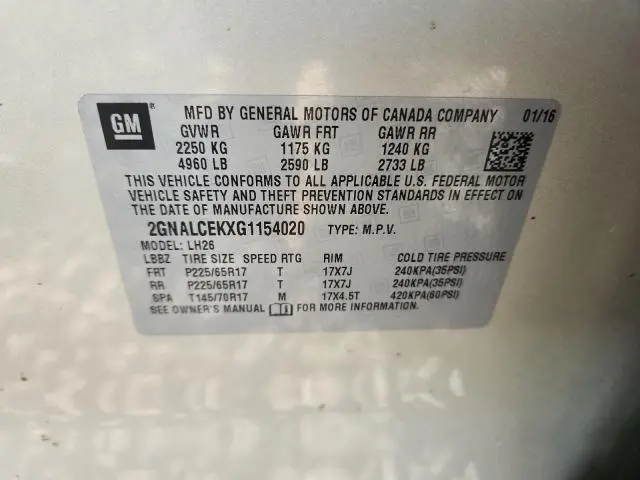 GM ®
MFD BY GENERAL MOTORS OF CANADA COMPANY 01/16
GVWR GAWR FRT GAWR RR
2250 KG 1175 KG 1240 KG
4960 LB 2590 LB 2733 LB
THIS VEHICLE CONFORMS TO ALL APPLICABLE U.S. FEDERAL MOTOR
VEHICLE SAFETY AND THEFT PREVENTION STANDARDS IN EFFECT ON
THE DATE OF MANUFACTURE SHOWN ABOVE.
2GNALCEKXG1154020 TYPE: M.P.V.
MODEL: LH26
LBBZ TIRE SIZE SPEED RTG RIM COLD TIRE PRESSURE
FRT P225/65R17 T 17X7J 240KPA(35PSI)
RR P225/65R17 T 17X7J 240KPA(35PSI)
SPA T145/70R17 M 17X4.5T 420KPA(60PSI)
SEE OWNER'S MANUAL FOR MORE INFORMATION.